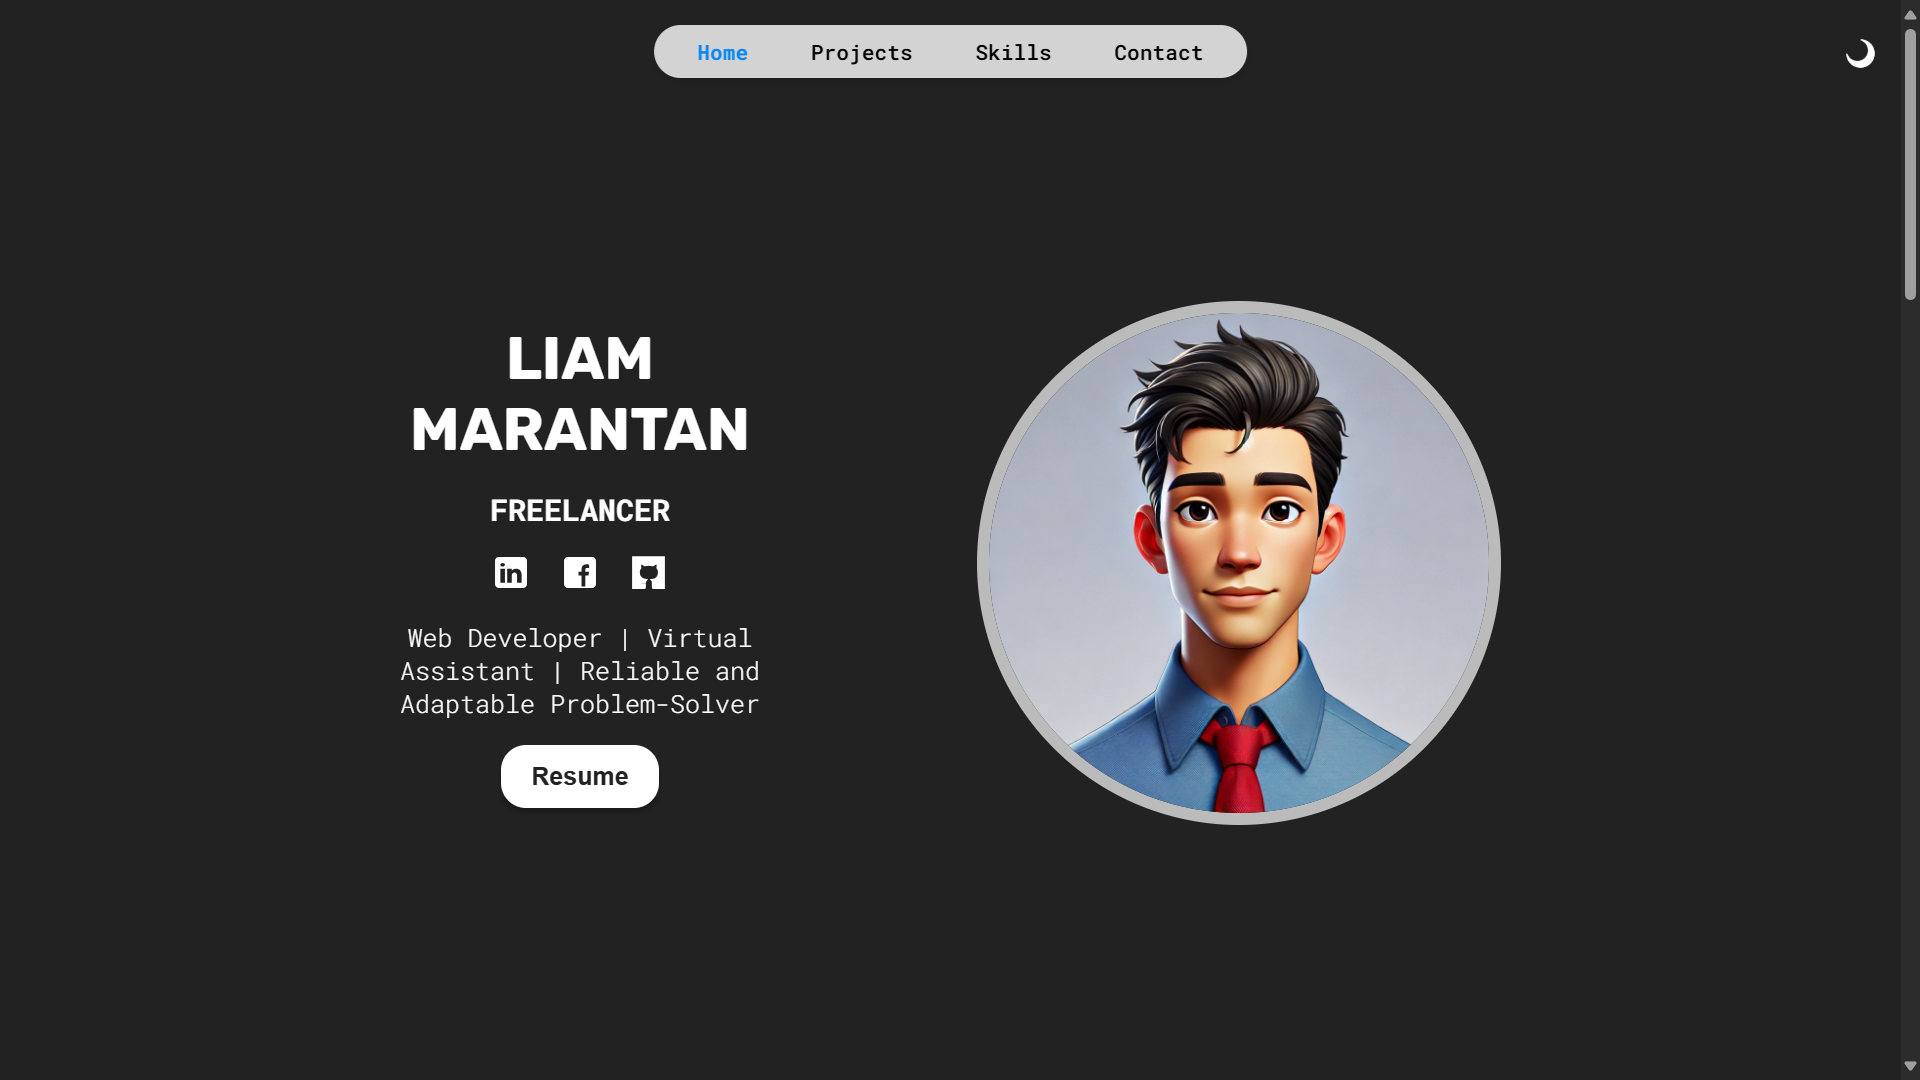 Home Projects Skills Contact
LIAM
MARANTAN
FREELANCER
Web Developer | Virtual
Assistant | Reliable and
Adaptable Problem-Solver
Resume